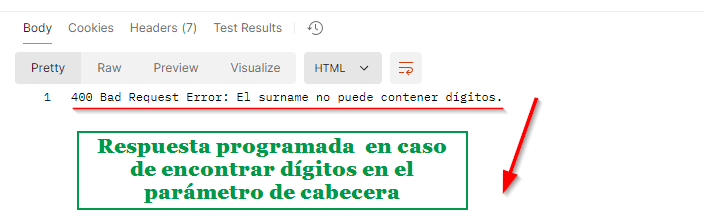 Body Cookies Headers (7) Test Results
Pretty Raw Preview Visualize HTML
1 400 Bad Request Error: El surname no puede contener dígitos.
Respuesta programada en caso
de encontrar dígitos en el
parámetro de cabecera